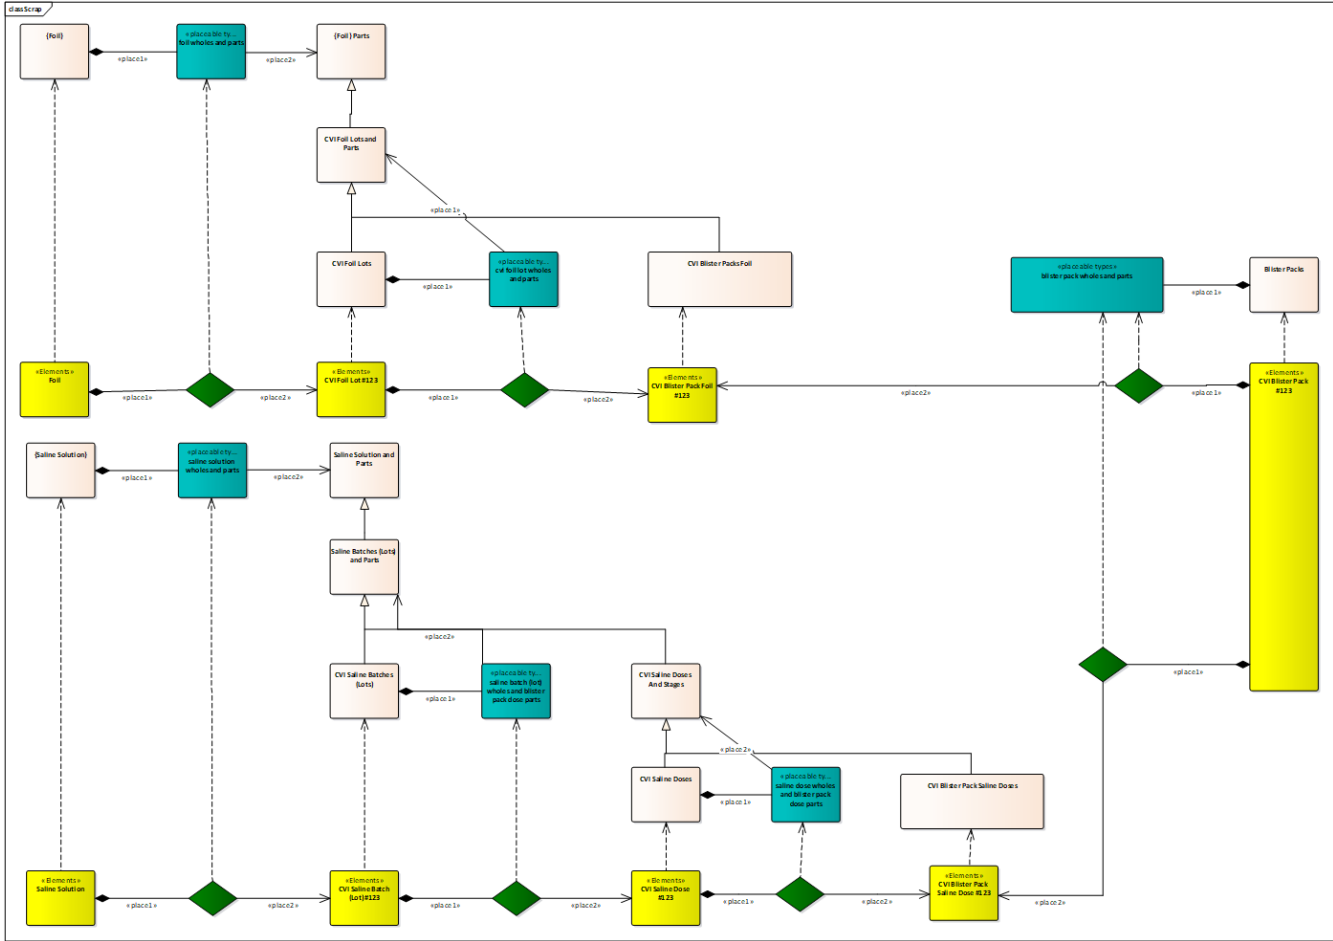 class Scrap
{Foil}
«placeable ty...
foil wholes and parts
{Foil} Parts
«place1»
«place2»
CVI Foil Lots and
Parts
«place1»
CVI Foil Lots
«placeable ty...
cvi foil lot wholes
and parts
CVI Blister Packs Foil
«placeable types»
blister pack wholes and parts
Blister Packs
«place1»
«place1»
«Elements»
Foil
«Elements»
CVI Foil Lot #123
«Elements»
CVI Blister Pack Foil
#123
«Elements»
CVI Blister Pack
#123
«place1»
«place2»
«place1»
«place2»
«place2»
«place1»
{Saline Solution}
«placeable ty...
saline solution
wholes and parts
Saline Solution and
Parts
«place1»
«place2»
Saline Batches (Lots)
and Parts
«place2»
CVI Saline Batches
(Lots)
«placeable ty...
saline batch (lot)
wholes and blister
pack dose parts
CVI Saline Doses
And Stages
«place1»
«place1»
«place2»
CVI Saline Doses
«placeable ty...
saline dose wholes
and blister pack
dose parts
CVI Blister Pack Saline Doses
«place1»
«Elements»
Saline Solution
«Elements»
CVI Saline Batch
(Lot) #123
«Elements»
CVI Saline Dose
#123
«Elements»
CVI Blister Pack
Saline Dose #123
«place1»
«place2»
«place1»
«place2»
«place1»
«place2»
«place2»